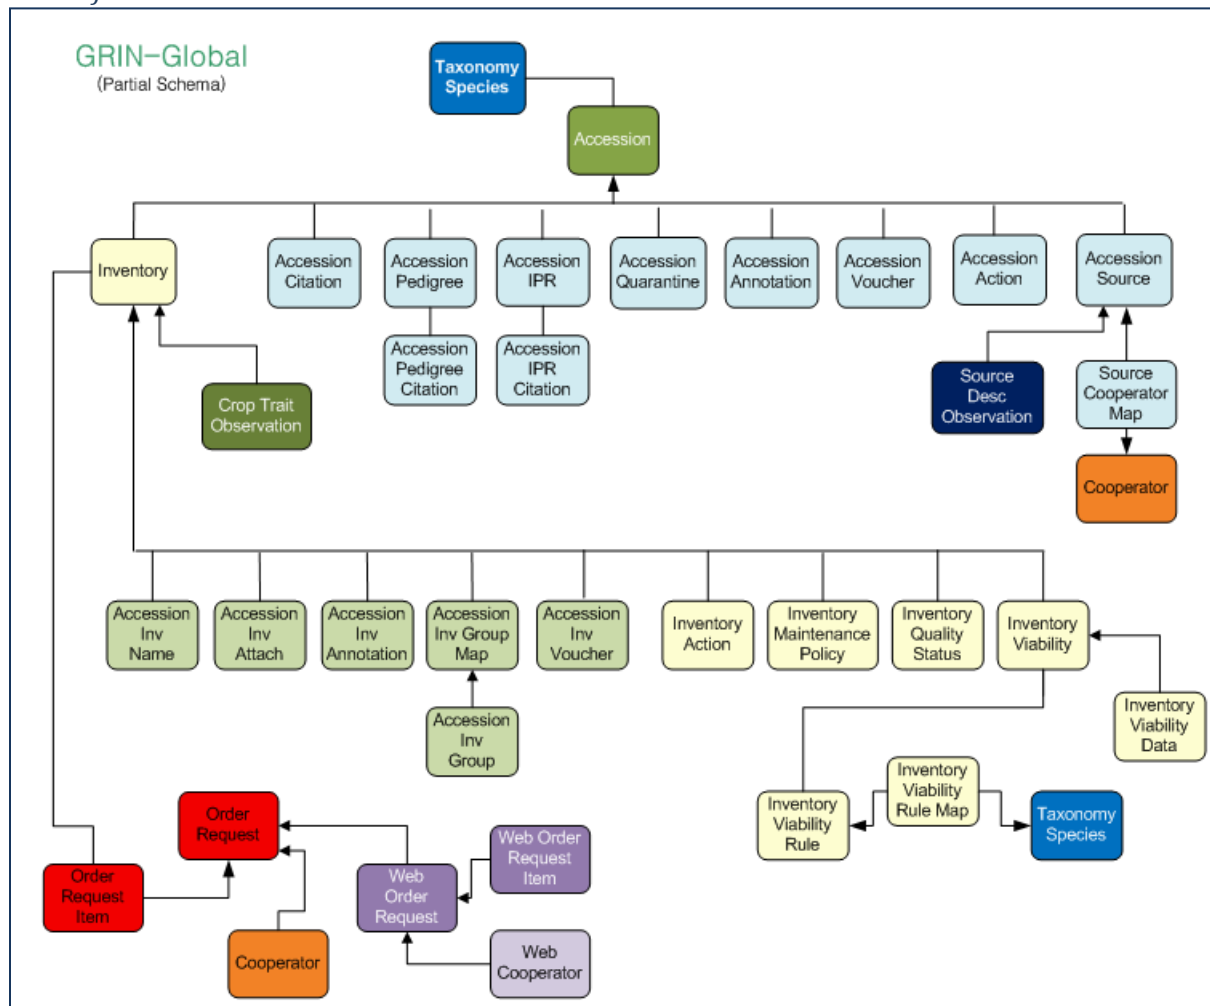 GRIN-Global
(Partial Schema)
Taxonomy
Species
Accession
Inventory
Accession
Citation
Accession
Pedigree
Accession
IPR
Accession
Quarantine
Accession
Annotation
Accession
Voucher
Accession
Action
Accession
Source
Accession
Pedigree
Citation
Accession
IPR
Citation
Crop Trait
Observation
Source
Desc
Observation
Source
Cooperator
Map
Cooperator
Accession
Inv
Name
Accession
Inv
Attach
Accession
Inv
Annotation
Accession
Inv Group
Map
Accession
Inv
Voucher
Inventory
Action
Inventory
Maintenance
Policy
Inventory
Quality
Status
Inventory
Viability
Accession
Inv
Group
Inventory
Viability
Data
Inventory
Viability
Rule
Inventory
Viability
Rule Map
Taxonomy
Species
Order
Request
Order
Request
Item
Cooperator
Web
Order
Request
Web Order
Request
Item
Web
Cooperator